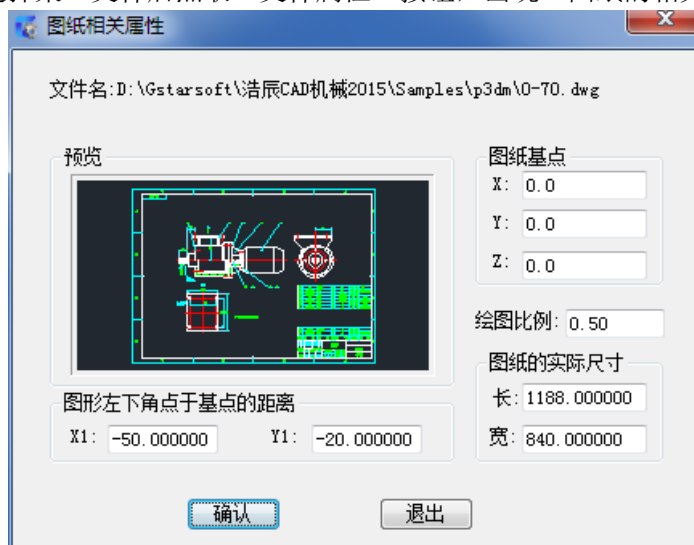 图纸相关属性
文件名:D:\Gstarsoft\浩辰CAD机械2015\Samples\p3dm\0-70.dwg
预览
图纸基点
X: 0.0
Y: 0.0
Z: 0.0
绘图比例: 0.50
图纸的实际尺寸
长: 1188.000000
宽: 840.000000
图形左下角点于基点的距离
X1: -50.000000 Y1: -20.000000
确认 退出